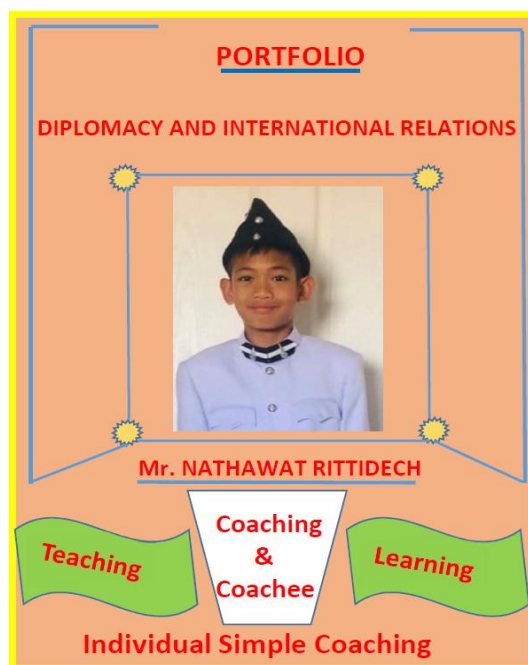 PORTFOLIO
DIPLOMACY AND INTERNATIONAL RELATIONS
Mr. NATHAWAT RITTIDECH
Teaching
Coaching
&
Coachee
Learning
Individual Simple Coaching